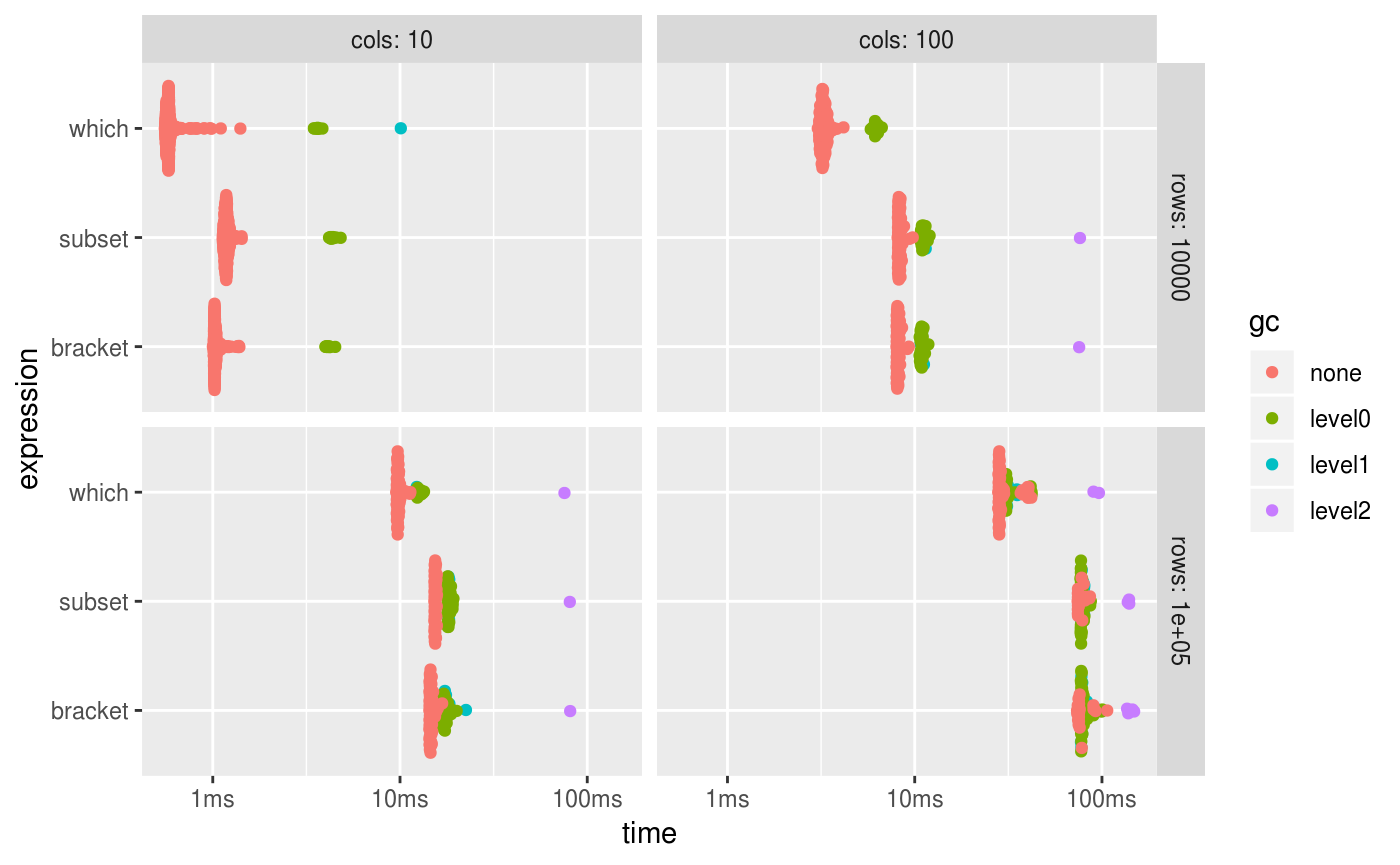 cols: 10
cols: 100
which
subset
bracket
rows: 10000
which
subset
bracket
rows: 1e+05
expression
1ms
10ms
100ms
1ms
10ms
100ms
time
gc
none
level0
level1
level2